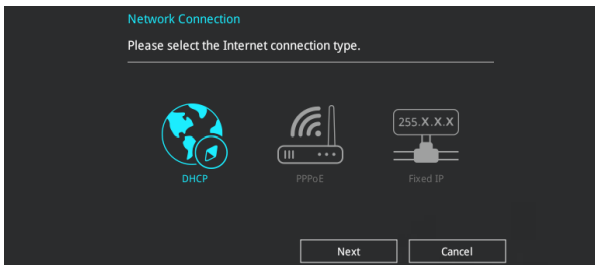 Network Connection
Please select the Internet connection type.
255.X.X.X
DHCP PPPoE Fixed IP
Next Cancel